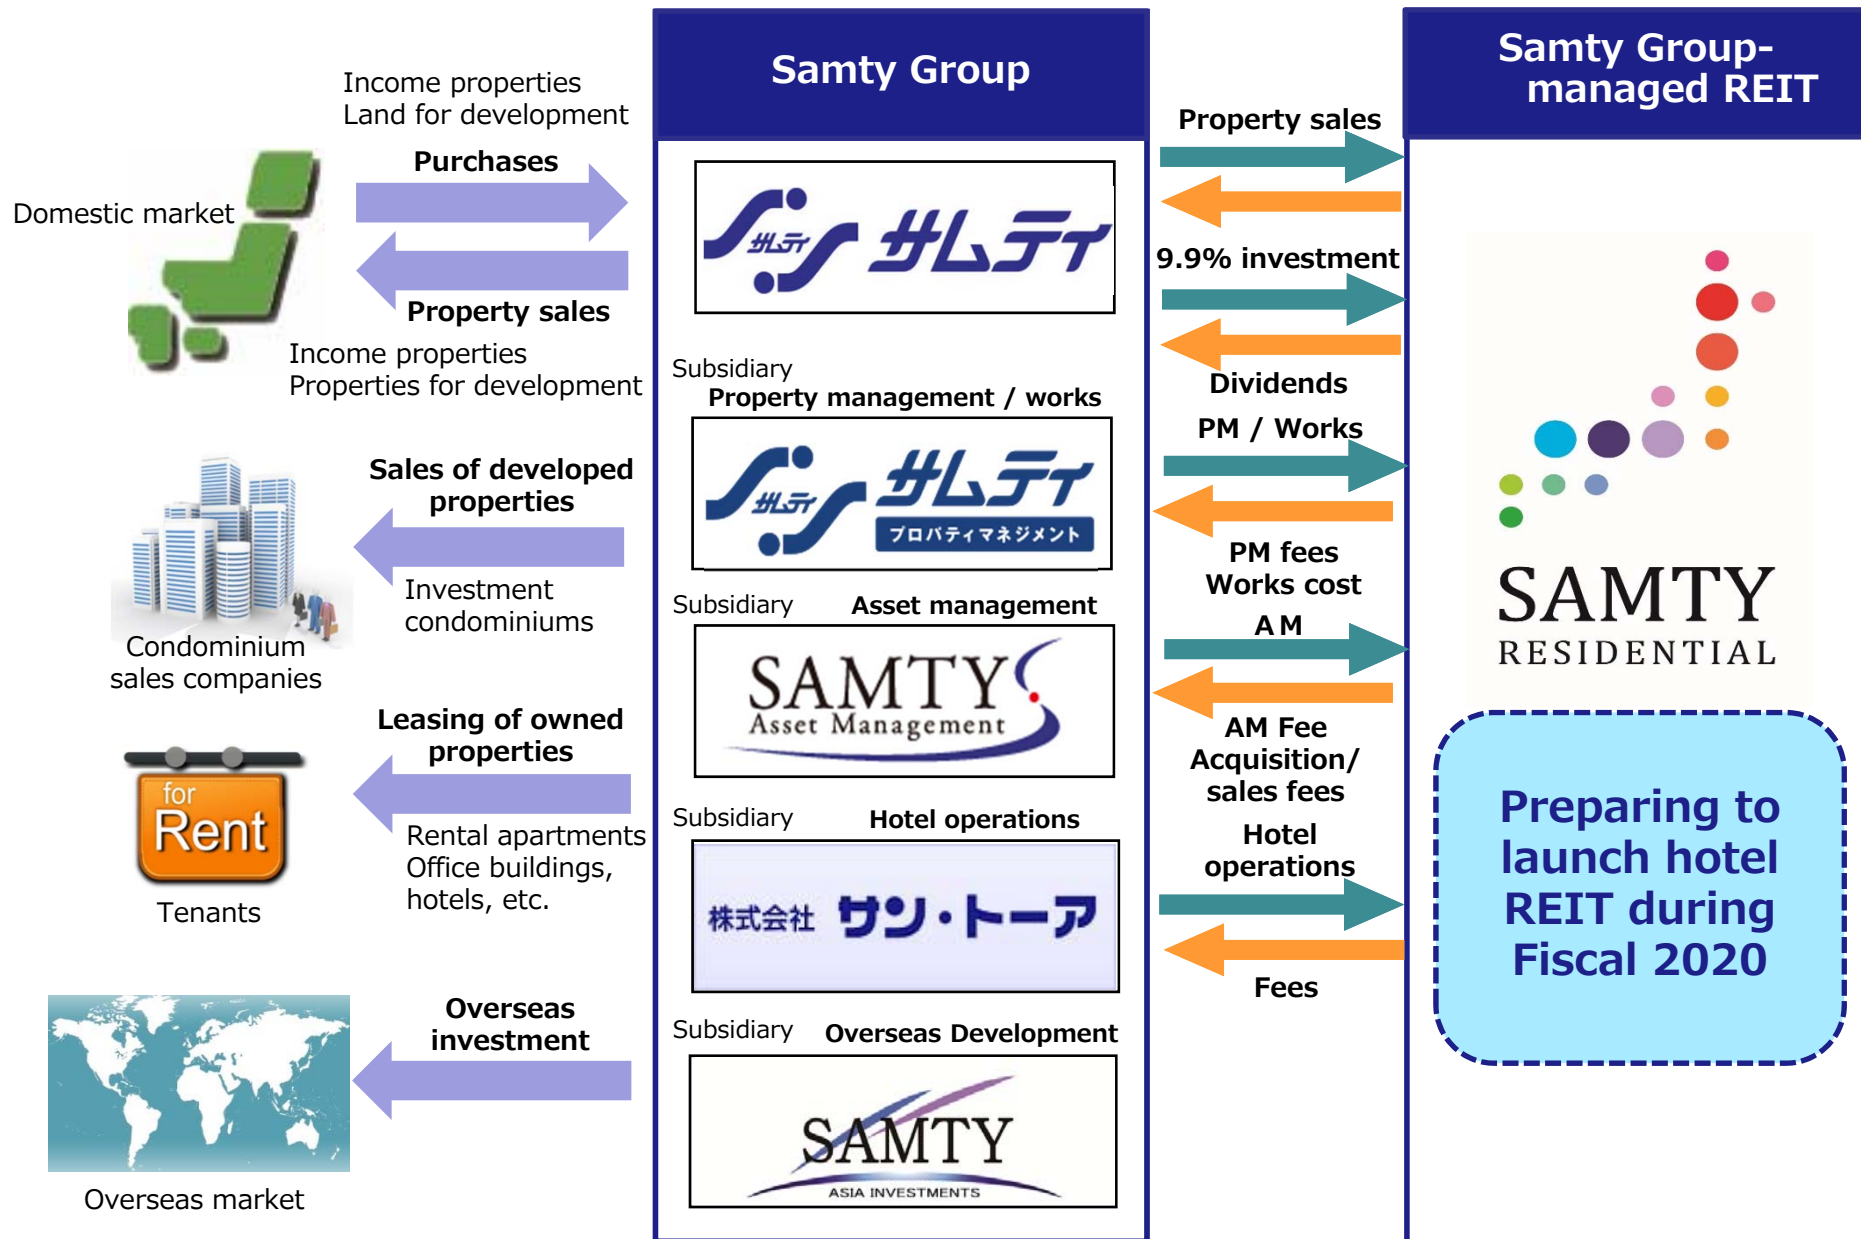 Samty Group
Samty Group-
managed REIT
Income properties
Land for development
Purchases
Domestic market
Property sales
Income properties
Properties for development
Sales of developed
properties
Investment
condominiums
Condominium
sales companies
Leasing of owned
properties
for
Rent
Rental apartments
Office buildings,
hotels, etc.
Tenants
Overseas
investment
Overseas market
サムティ サムティ
Subsidiary
Property management / works
サムティ サムティ
プロパティマネジメント
Subsidiary Asset management
SAMTY
Asset Management
Subsidiary Hotel operations
株式会社 サン・トーア
Subsidiary Overseas Development
SAMTY
ASIA INVESTMENTS
Property sales
9.9% investment
Dividends
PM / Works
PM fees
Works cost
AM
AM Fee
Acquisition/
sales fees
Hotel
operations
Fees
SAMTY
RESIDENTIAL
Preparing to
launch hotel
REIT during
Fiscal 2020